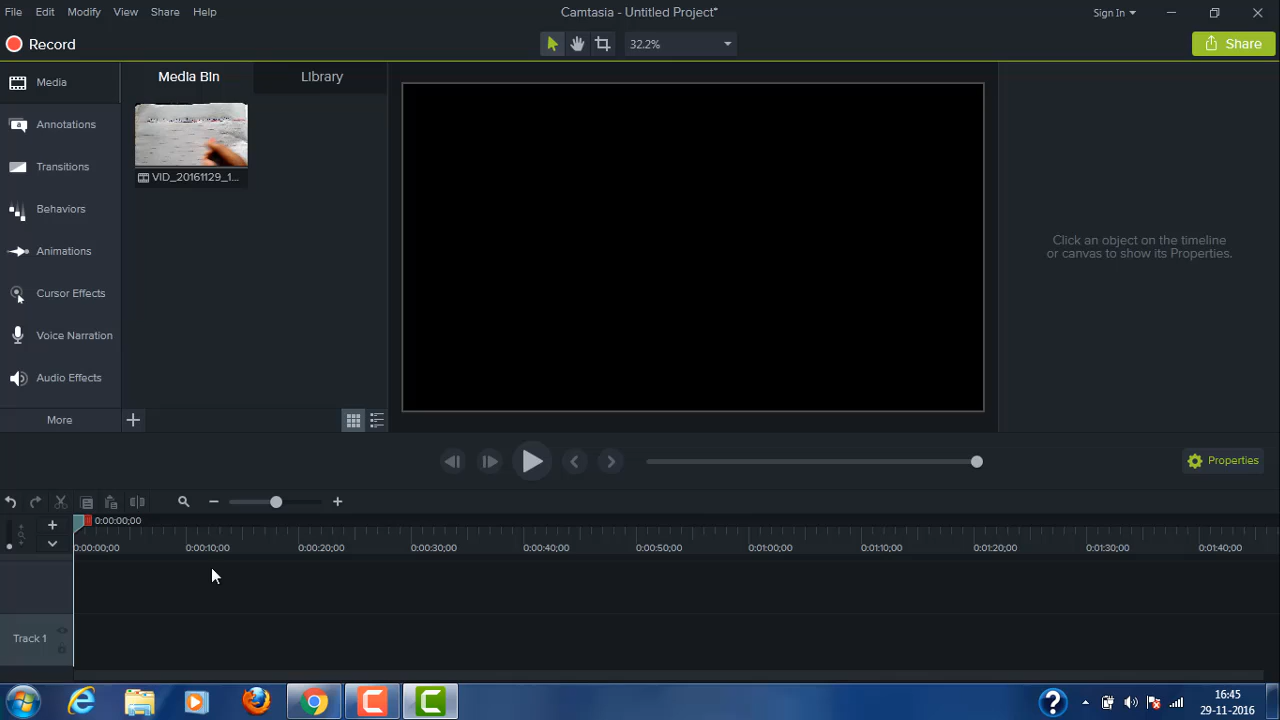 File Edit Modify View Share Help
Camtasia - Untitled Project*
Sign In
Record
32.2%
Share
Media
Media Bin
Library
Annotations
Transitions
VID_20161129_1...
Behaviors
Animations
Click an object on the timeline
or canvas to show its Properties.
Cursor Effects
Voice Narration
Audio Effects
More
Properties
0:00:00;00
0:00:00;00 0:00:10;00 0:00:20;00 0:00:30;00 0:00:40;00 0:00:50;00 0:01:00;00 0:01:10;00 0:01:20;00 0:01:30;00 0:01:40;00
Track 1
16:45
29-11-2016